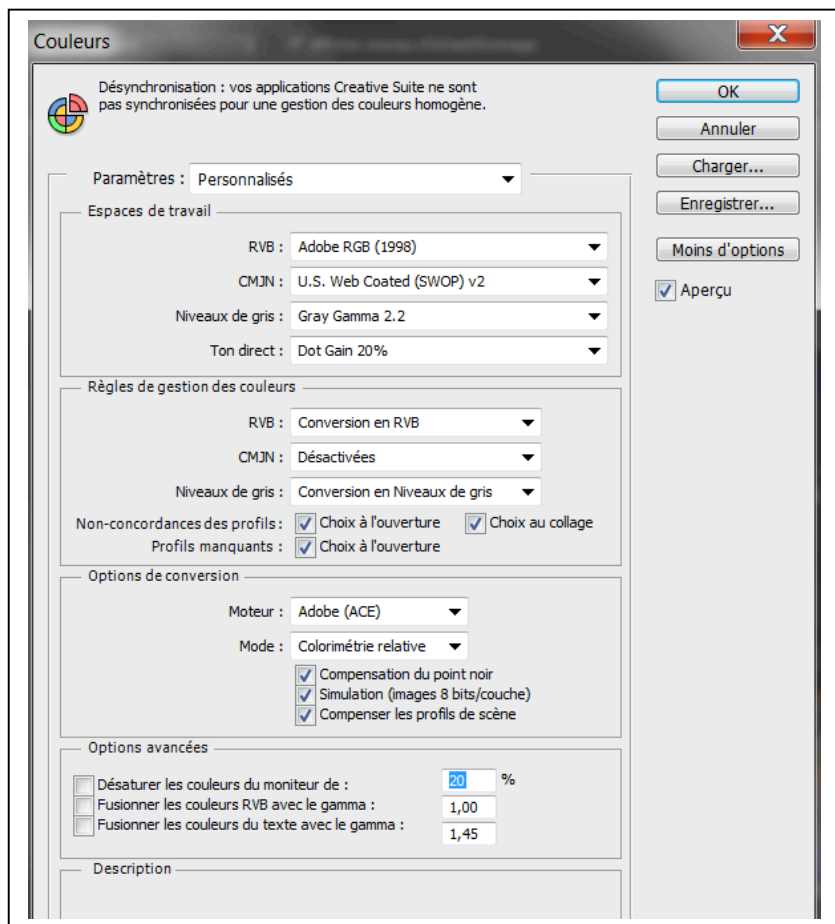 Couleurs
Désynchronisation : vos applications Creative Suite ne sont
pas synchronisées pour une gestion des couleurs homogène.
OK
Annuler
Charger...
Enregistrer...
Moins d'options
Aperçu
Paramètres : Personnalisés
Espaces de travail
RVB : Adobe RGB (1998)
CMJN : U.S. Web Coated (SWOP) v2
Niveaux de gris : Gray Gamma 2.2
Ton direct : Dot Gain 20%
Règles de gestion des couleurs
RVB : Conversion en RVB
CMJN : Désactivées
Niveaux de gris : Conversion en Niveaux de gris
Non-concordances des profils : Choix à l'ouverture Choix au collage
Profils manquants : Choix à l'ouverture
Options de conversion
Moteur : Adobe (ACE)
Mode : Colorimétrie relative
Compensation du point noir
Simulation (images 8 bits/couche)
Compenser les profils de scène
Options avancées
Désaturer les couleurs du moniteur de : 20 %
Fusionner les couleurs RVB avec le gamma : 1,00
Fusionner les couleurs du texte avec le gamma : 1,45
Description